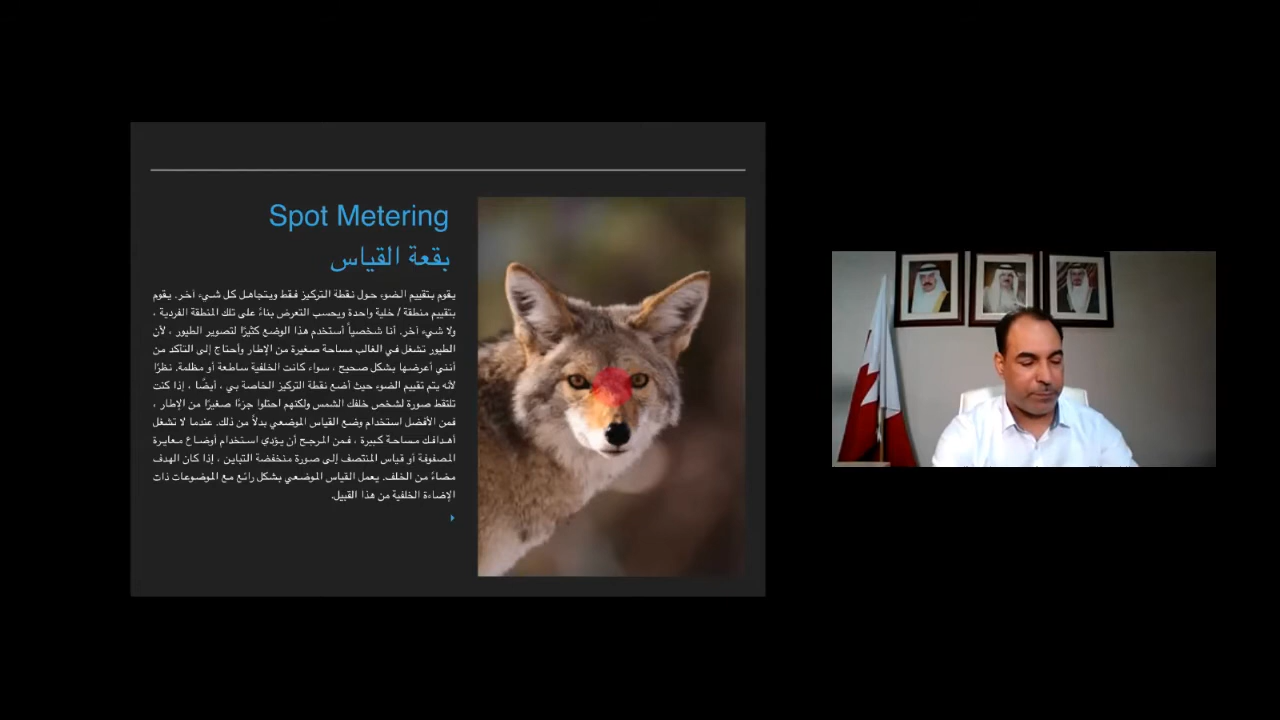 Spot Metering
بقعة القياس
يقوم بتقييم الضوء حول نقطة التركيز فقط ويتجاهل كل شيء آخر. يقوم
بتقييم منطقة / خلية واحدة ويحسب التعرض بناءً على تلك المنطقة الفردية ،
ولا شيء آخر. أنا شخصياً أستخدم هذا الوضع كثيرًا لتصوير الطيور ، لأن
الطيور تشغل في الغالب مساحة صغيرة من الإطار وأحتاج إلى التأكد من
أنني أعرضها بشكل صحيح ، سواء كانت الخلفية ساطعة أو مظلمة. نظرًا
لأنه يتم تقييم الضوء حيث أضع نقطة التركيز الخاصة بي ، أيضًا ، إذا كنت
تلتقط صورة لشخص خلفك الشمس ولكنهم احتلوا جزءًا صغيرًا من الإطار ،
فمن الأفضل استخدام وضع القياس الموضعي بدلاً من ذلك. عندما لا تشغل
أهدافك مساحة كبيرة ، فمن المرجح أن يؤدي استخدام أوضاع معايرة
المصفوفة أو قياس المنتصف إلى صورة منخفضة التباين ، إذا كان الهدف
مضاءً من الخلف. يعمل القياس الموضعي بشكل رائع مع الموضوعات ذات
الإضاءة الخلفية من هذا القبيل.